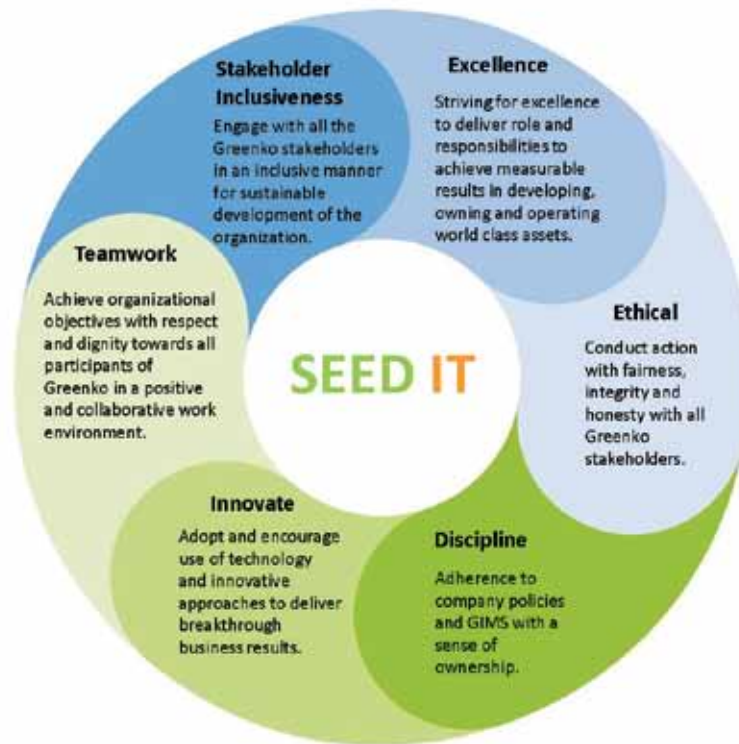 Stakeholder
Inclusiveness
Engage with all the
Greenko stakeholders
in an inclusive manner
for sustainable
development of the
organization.
Excellence
Striving for excellence
to deliver role and
responsibilities to
achieve measurable
results in developing,
owning and operating
world class assets.
Ethical
Conduct action
with fairness,
integrity and
honesty with all
Greenko
stakeholders.
Discipline
Adherence to
company policies
and GIMS with a
sense of
ownership.
Innovate
Adopt and encourage
use of technology
and innovative
approaches to deliver
breakthrough
business results.
Teamwork
Achieve organizational
objectives with respect
and dignity towards all
participants of
Greenko in a positive
and collaborative work
environment.
SEED IT